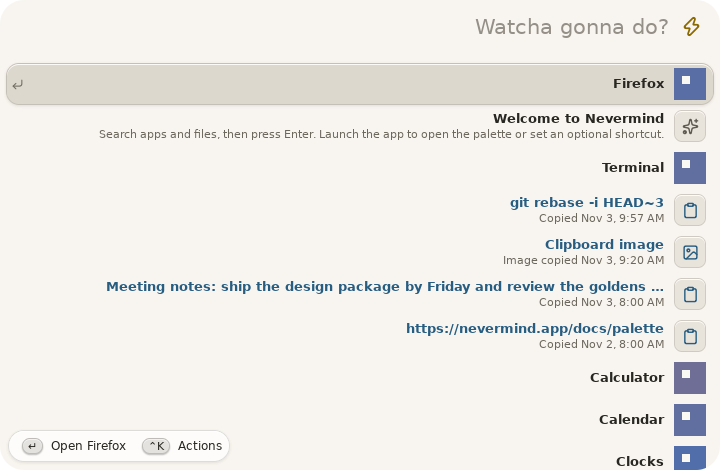 Watcha gonna do?
Firefox
Welcome to Nevermind
Search apps and files, then press Enter. Launch the app to open the palette or set an optional shortcut.
Terminal
git rebase -i HEAD~3
Copied Nov 3, 9:57 AM
Clipboard image
Image copied Nov 3, 9:20 AM
Meeting notes: ship the design package by Friday and review the goldens ...
Copied Nov 3, 8:00 AM
https://nevermind.app/docs/palette
Copied Nov 2, 8:00 AM
Calculator
Calendar
Clocks
↵ Open Firefox ^K Actions